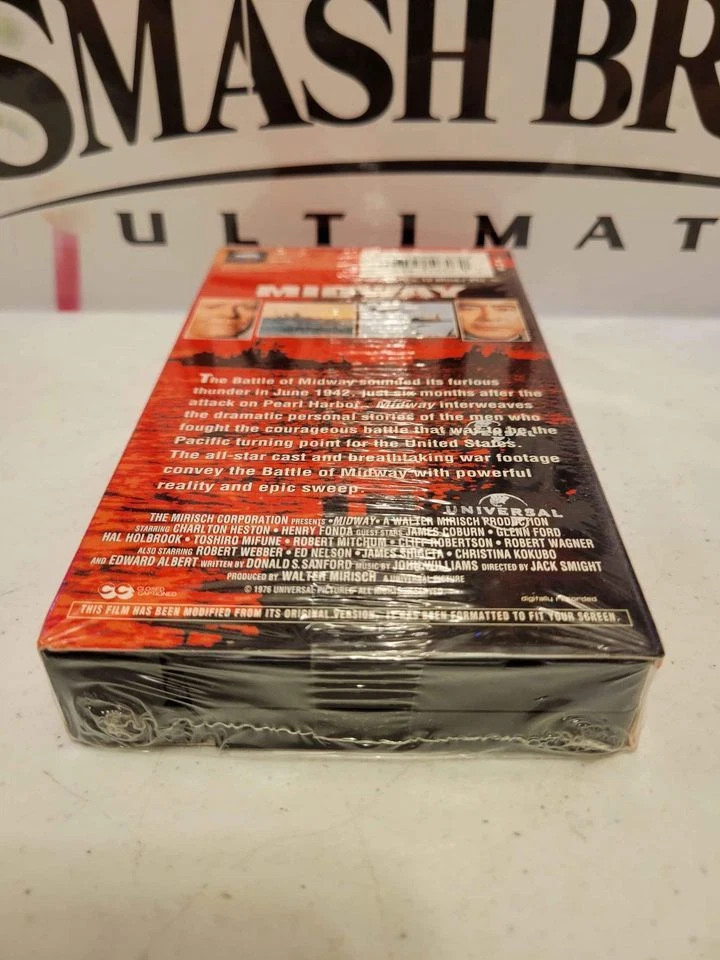 SMASH BR
ULTIMAT
MIDWAY
The Battle of Midway sounded its furious
thunder in June 1942, just six months after the
attack on Pearl Harbor. Midway interweaves
the dramatic personal stories of the men who
fought the courageous battle that was to be the
Pacific turning point for the United States.
The all-star cast and breathtaking war footage
convey the Battle of Midway with powerful
reality and epic sweep.
UNIVERSAL
THE MIRISCH CORPORATION PRESENTS • MIDWAY • A WALTER MIRISCH PRODUCTION
STARRING CHARLTON HESTON • HENRY FONDA GUEST STARS JAMES COBURN • GLENN FORD
HAL HOLBROOK • TOSHIRO MIFUNE • ROBERT MITCHUM • CLIFF ROBERTSON • ROBERT WAGNER
ALSO STARRING ROBERT WEBBER • ED NELSON • JAMES SHIGETA • CHRISTINA KOKUBO
AND EDWARD ALBERT WRITTEN BY DONALD S. SANFORD MUSIC BY JOHN WILLIAMS DIRECTED BY JACK SMIGHT
PRODUCED BY WALTER MIRISCH A UNIVERSAL PICTURE
© 1976 UNIVERSAL PICTURES. ALL RIGHTS RESERVED
CC CLOSED CAPTIONED
digitally recorded
THIS FILM HAS BEEN MODIFIED FROM ITS ORIGINAL VERSION. IT HAS BEEN FORMATTED TO FIT YOUR SCREEN.